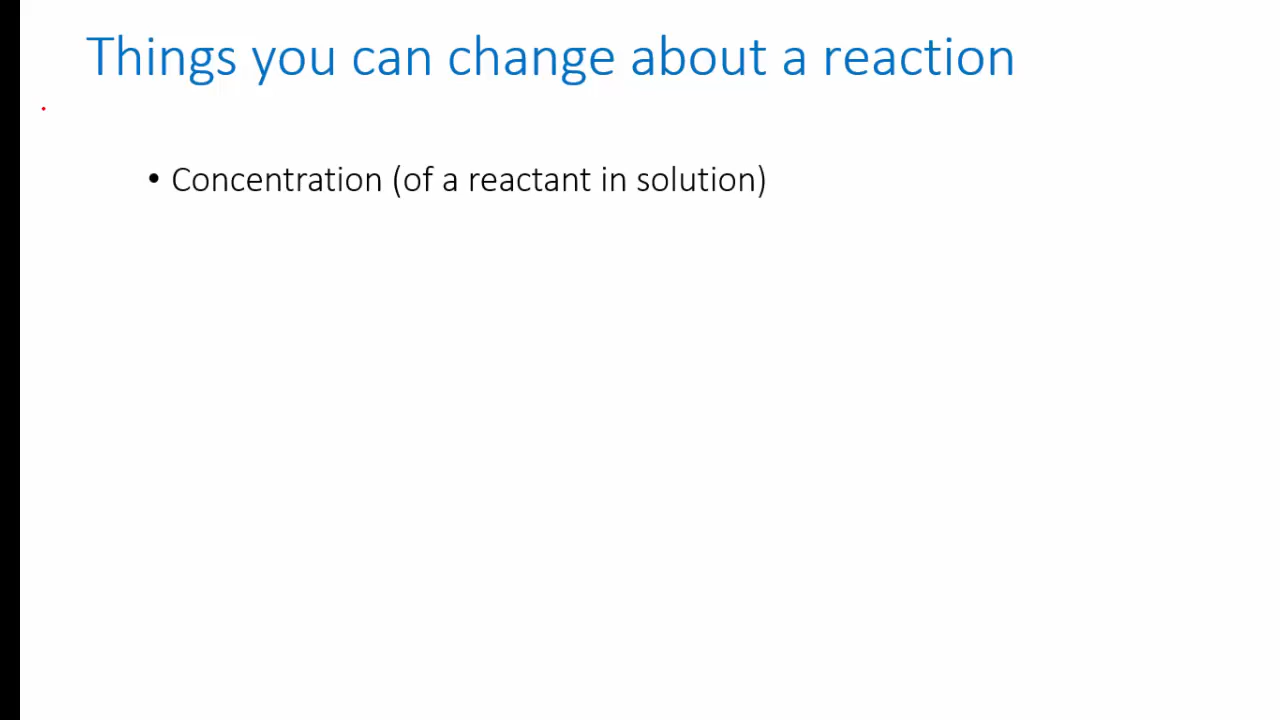 Things you can change about a reaction
• Concentration (of a reactant in solution)